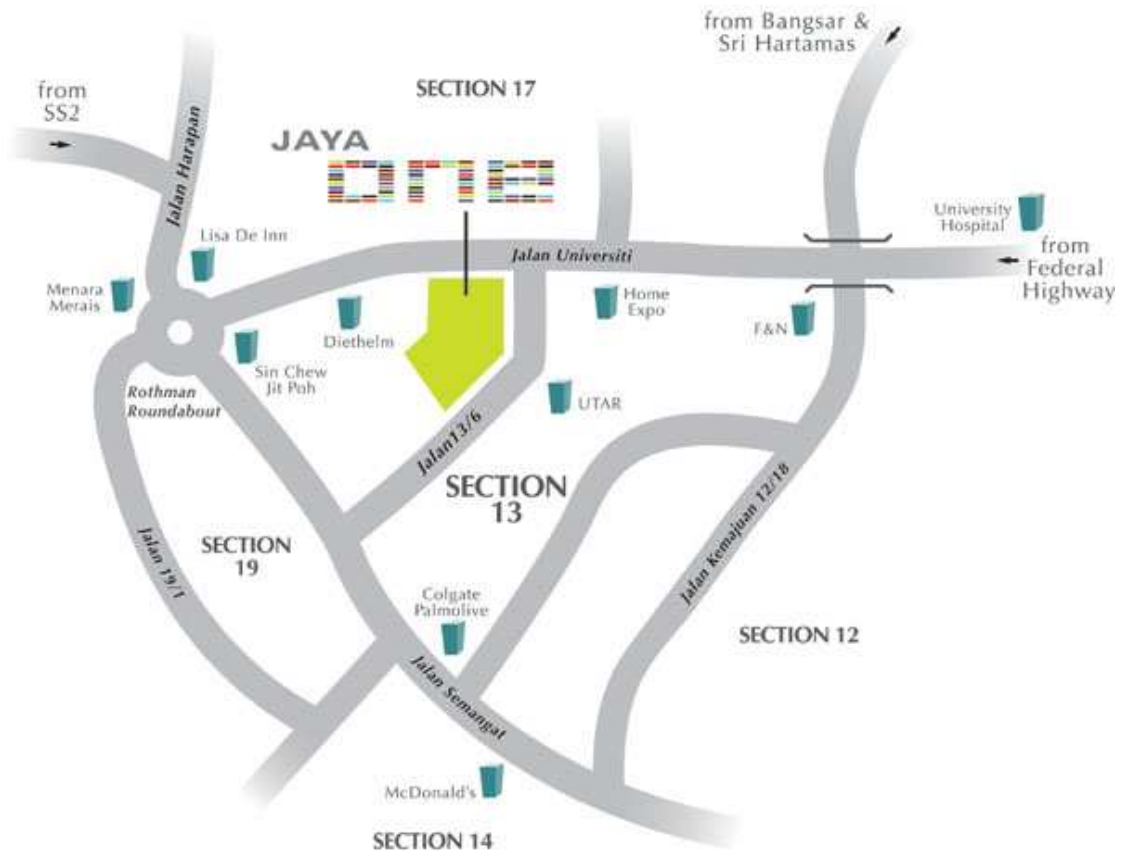 from Bangsar &
Sri Hartamas
SECTION 17
from
SS2
Jalan Harapan
JAYA
one
University
Hospital
Lisa De Inn
Jalan Universiti
from
Federal
Highway
Menara
Merais
Home
Expo
F&N
Diethelm
Sin Chew
Jit Poh
Rothman
Roundabout
UTAR
Jalan13/6
SECTION
13
Jalan Kemajuan 12/18
Jalan 19/1
SECTION
19
Colgate
Palmolive
SECTION 12
Jalan Semangat
McDonald's
SECTION 14